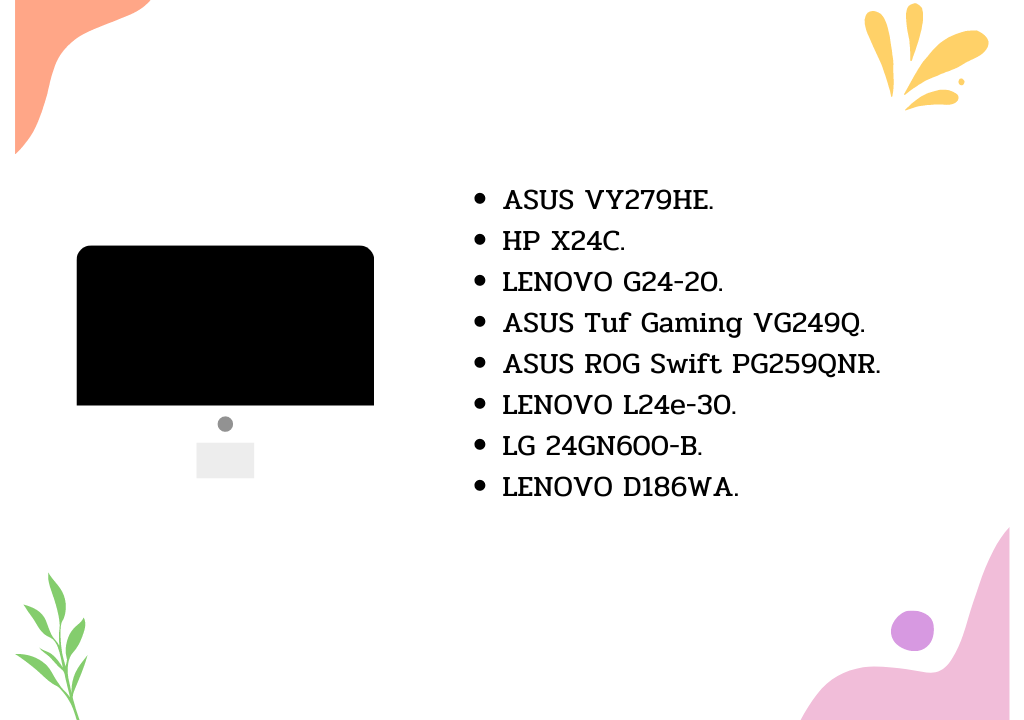 • ASUS VY279HE.
• HP X24C.
• LENOVO G24-20.
• ASUS Tuf Gaming VG249Q.
• ASUS ROG Swift PG259QNR.
• LENOVO L24e-30.
• LG 24GN600-B.
• LENOVO D186WA.